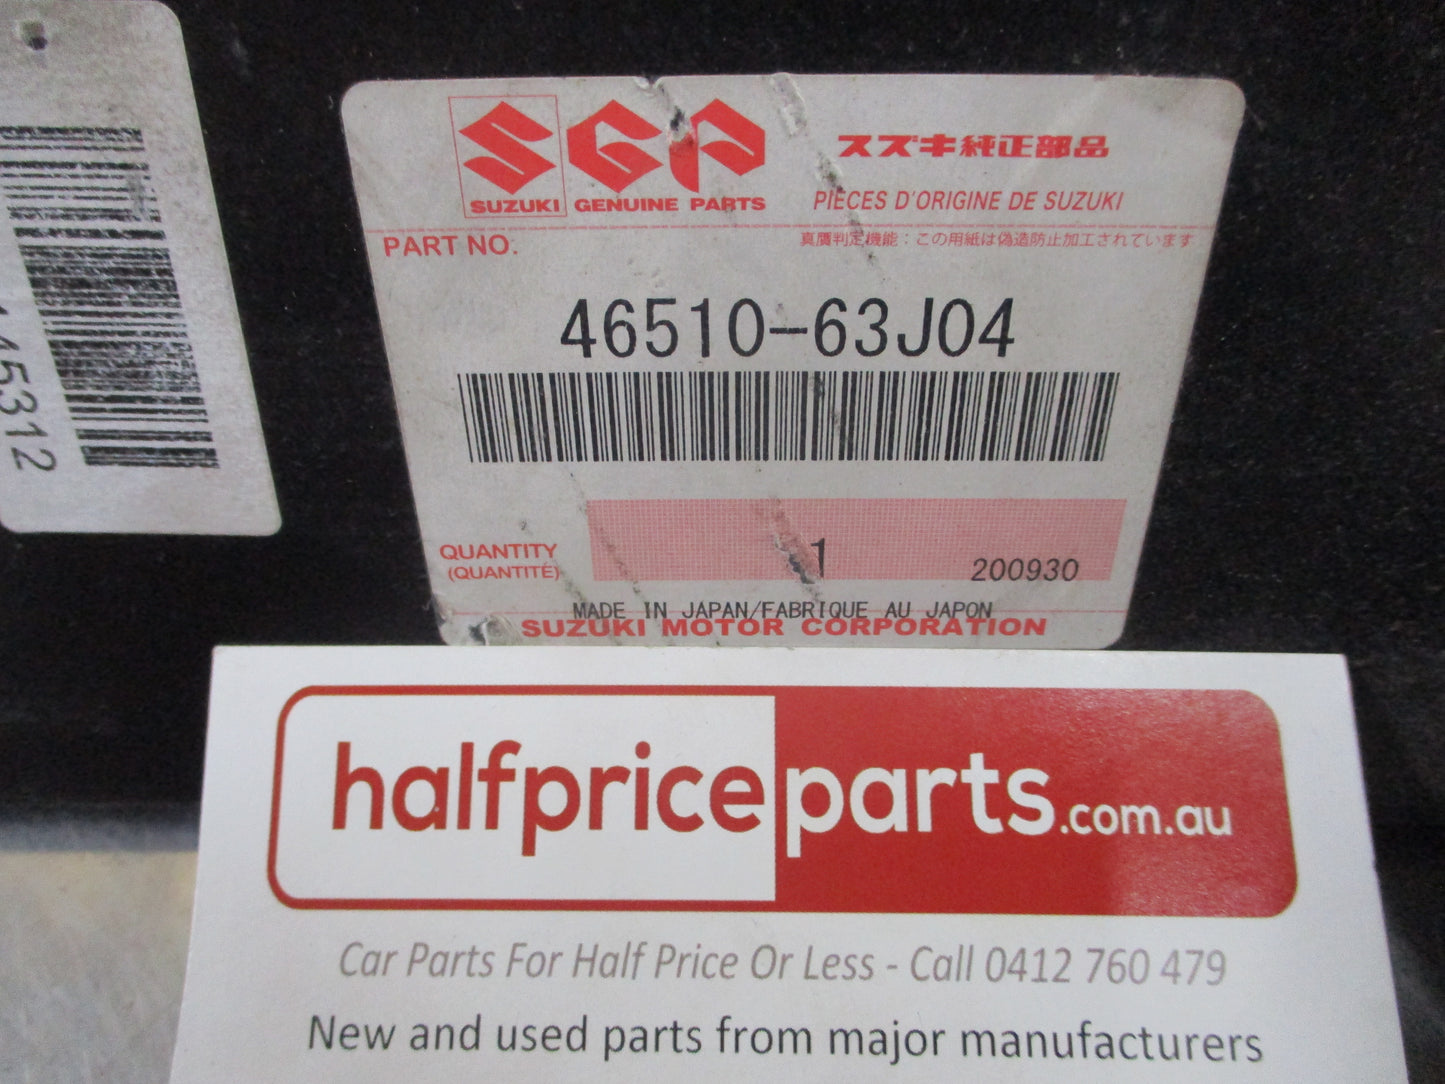 SUZUKI GENUINE PARTS
スズキ純正部品
PIÈCES D'ORIGINE DE SUZUKI
PART NO.
真贋判定機能：この用紙は偽造防止加工されています
46510-63J04
QUANTITY
(QUANTITÉ)
1
200930
MADE IN JAPAN/FABRIQUE AU JAPON
SUZUKI MOTOR CORPORATION
45312
halfpriceparts.com.au
Car Parts For Half Price Or Less - Call 0412 760 479
New and used parts from major manufacturers